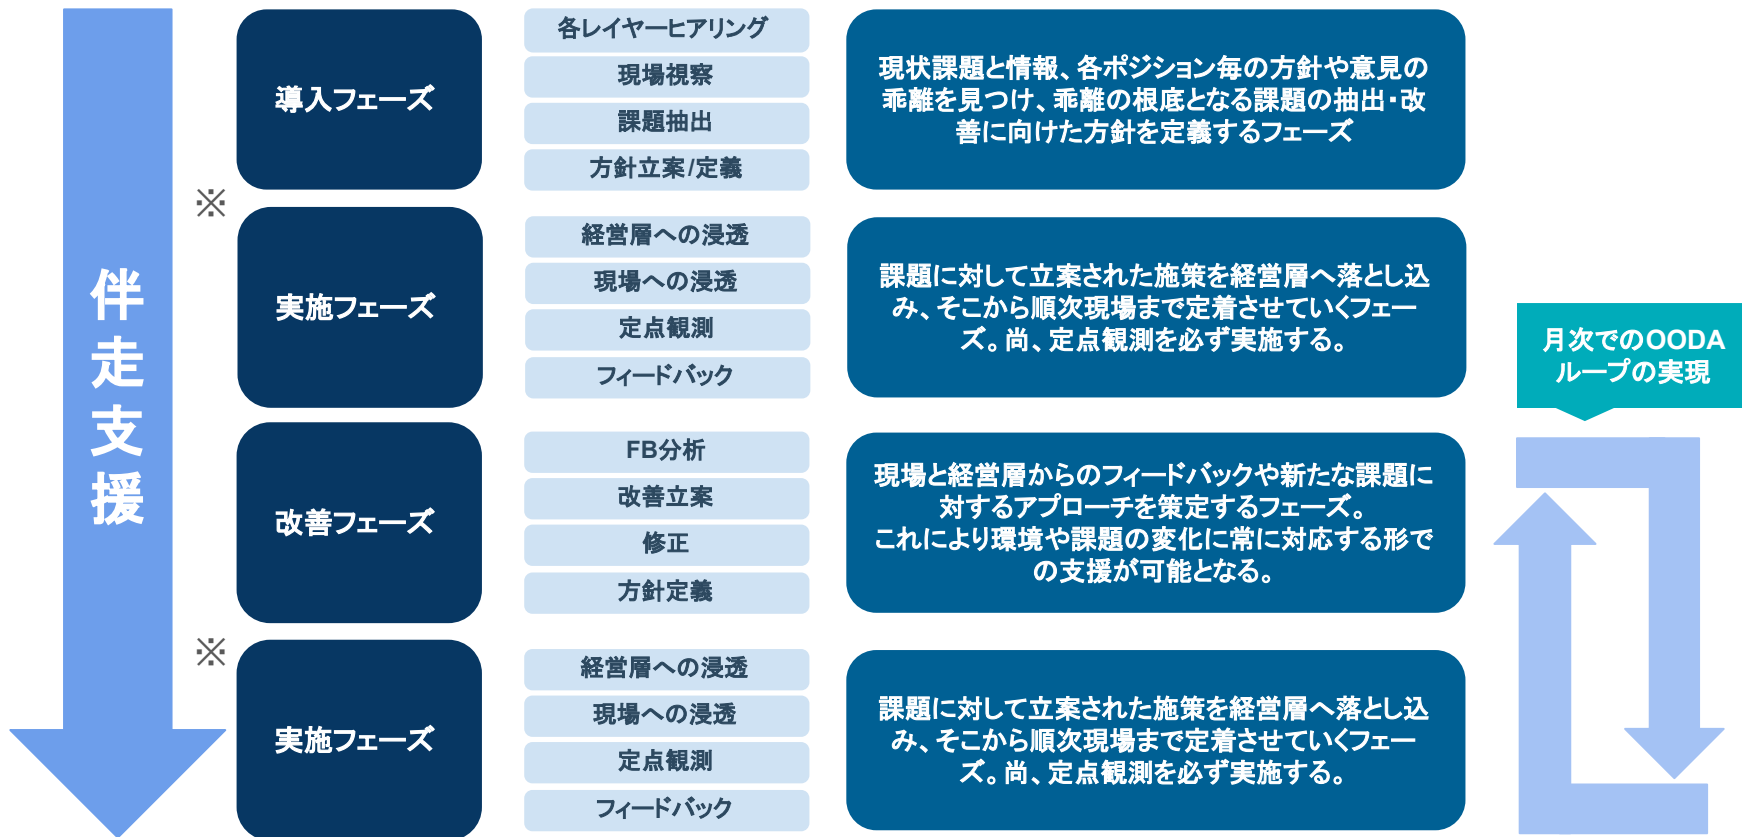 伴走支援
導入フェーズ
各レイヤーヒアリング
現場視察
課題抽出
方針立案/定義
現状課題と情報、各ポジション毎の方針や意見の
乖離を見つけ、乖離の根底となる課題の抽出・改
善に向けた方針を定義するフェーズ
※
実施フェーズ
経営層への浸透
現場への浸透
定点観測
フィードバック
課題に対して立案された施策を経営層へ落とし込
み、そこから順次現場まで定着させていくフェー
ズ。尚、定点観測を必ず実施する。
月次でのOODA
ループの実現
改善フェーズ
FB分析
改善立案
修正
方針定義
現場と経営層からのフィードバックや新たな課題に
対するアプローチを策定するフェーズ。
これにより環境や課題の変化に常に対応する形で
の支援が可能となる。
※
実施フェーズ
経営層への浸透
現場への浸透
定点観測
フィードバック
課題に対して立案された施策を経営層へ落とし込
み、そこから順次現場まで定着させていくフェー
ズ。尚、定点観測を必ず実施する。